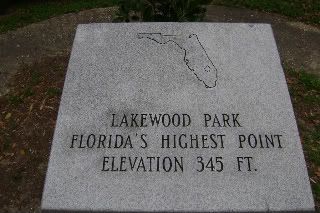 LAKEWOOD PARK
FLORIDA'S HIGHEST POINT
ELEVATION 345 FT.